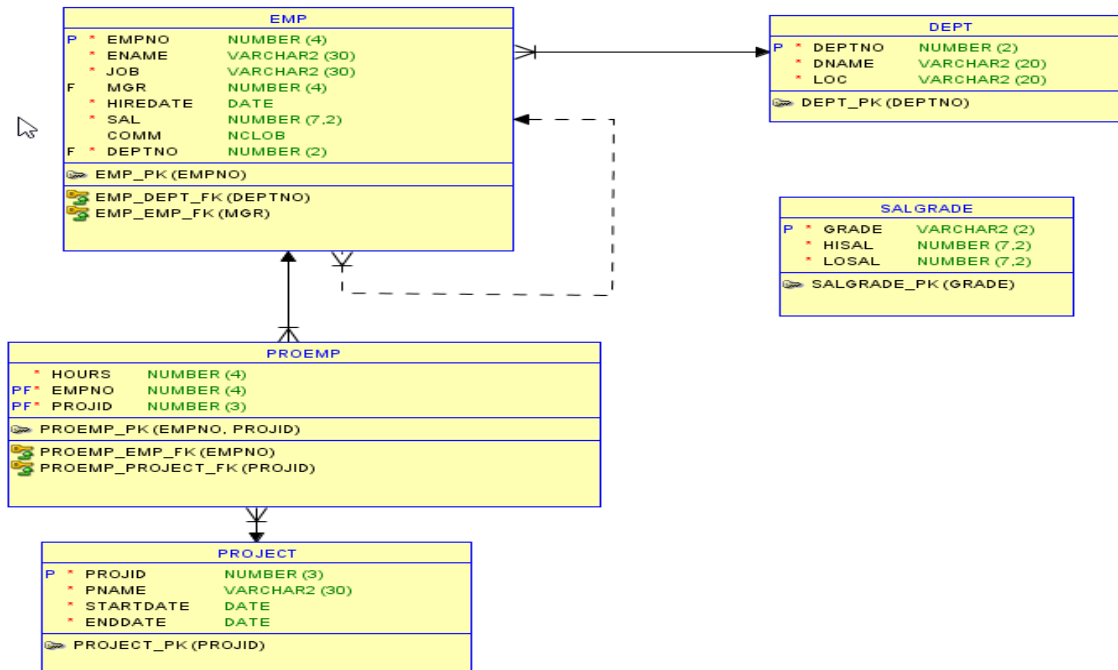 EMP
P * EMPNO NUMBER (4)
* ENAME VARCHAR2 (30)
* JOB VARCHAR2 (30)
F MGR NUMBER (4)
* HIREDATE DATE
* SAL NUMBER (7,2)
COMM NCLOB
F * DEPTNO NUMBER (2)
EMP_PK (EMPNO)
EMP_DEPT_FK (DEPTNO)
EMP_EMP_FK (MGR)
DEPT
P * DEPTNO NUMBER (2)
* DNAME VARCHAR2 (20)
* LOC VARCHAR2 (20)
DEPT_PK (DEPTNO)
SALGRADE
P * GRADE VARCHAR2 (2)
* HISAL NUMBER (7,2)
* LOSAL NUMBER (7,2)
SALGRADE_PK (GRADE)
PROEMP
* HOURS NUMBER (4)
PF* EMPNO NUMBER (4)
PF* PROJID NUMBER (3)
PROEMP_PK (EMPNO, PROJID)
PROEMP_EMP_FK (EMPNO)
PROEMP_PROJECT_FK (PROJID)
PROJECT
P * PROJID NUMBER (3)
* PNAME VARCHAR2 (30)
* STARTDATE DATE
* ENDDATE DATE
PROJECT_PK (PROJID)